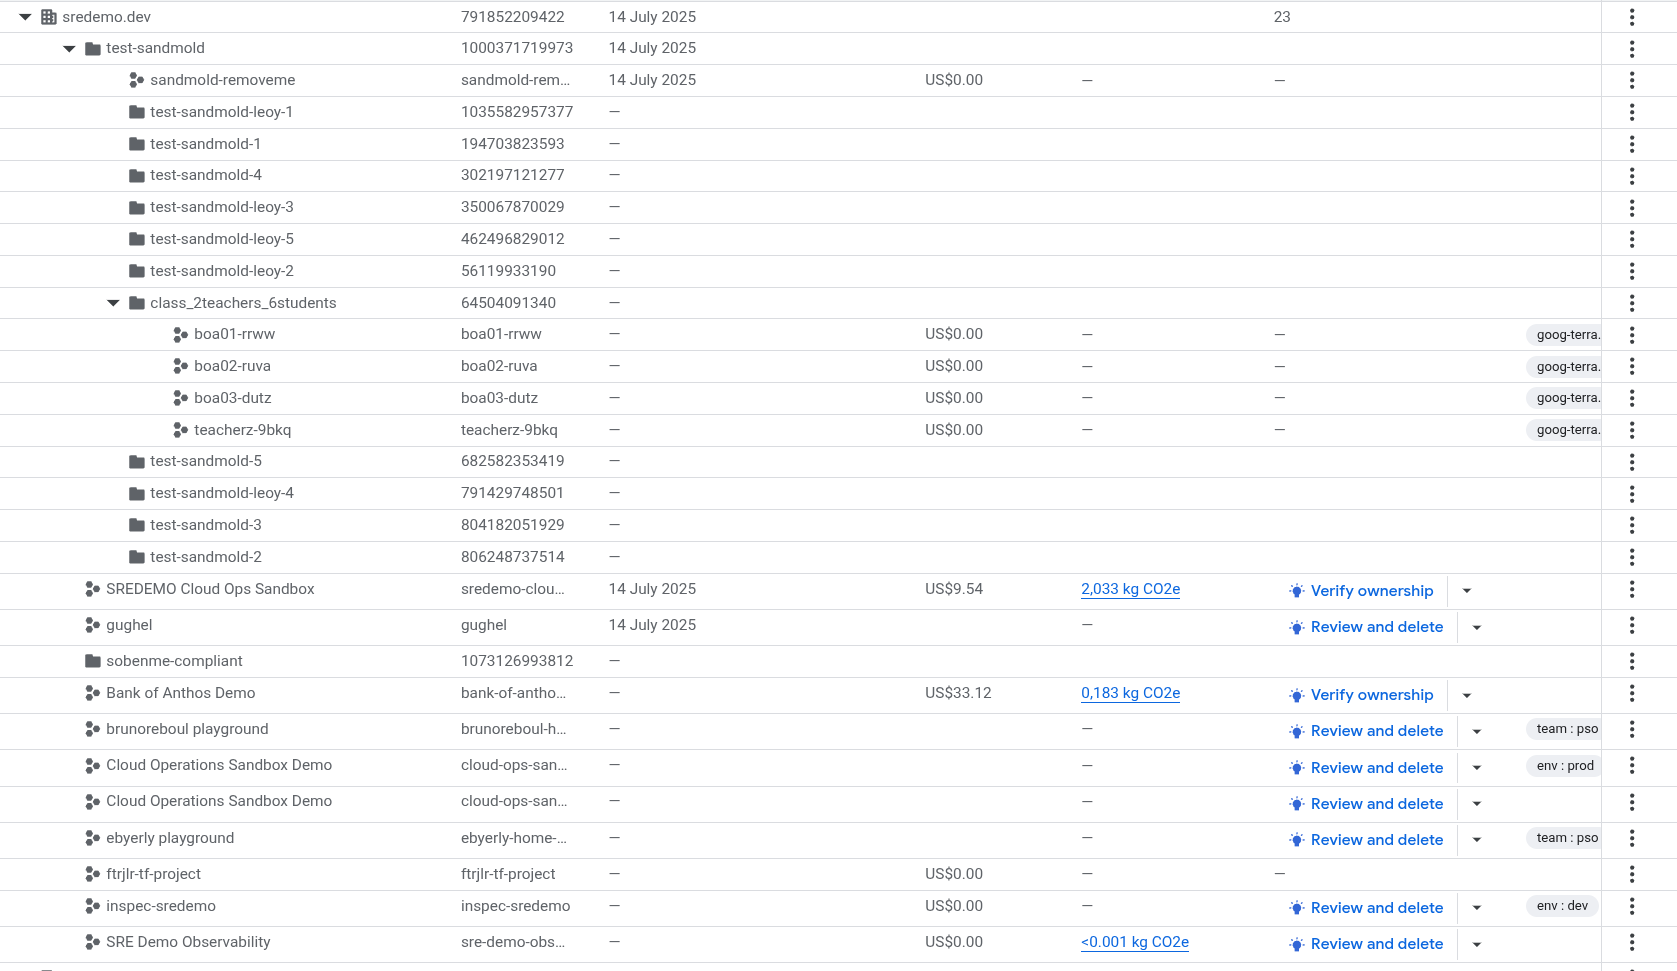 sredemo.dev 791852209422 14 July 2025 23
test-sandmold 1000371719973 14 July 2025
sandmold-removeme sandmold-rem... 14 July 2025 US$0.00 — —
test-sandmold-leoy-1 1035582957377 —
test-sandmold-1 194703823593 —
test-sandmold-4 302197121277 —
test-sandmold-leoy-3 350067870029 —
test-sandmold-leoy-5 462496829012 —
test-sandmold-leoy-2 56119933190 —
class_2teachers_6students 64504091340 —
boa01-rrww boa01-rrww — US$0.00 — — goog-terra.
boa02-ruva boa02-ruva — US$0.00 — — goog-terra.
boa03-dutz boa03-dutz — US$0.00 — — goog-terra.
teacherz-9bkq teacherz-9bkq — US$0.00 — — goog-terra.
test-sandmold-5 682582353419 —
test-sandmold-leoy-4 791429748501 —
test-sandmold-3 804182051929 —
test-sandmold-2 806248737514 —
SREDEMO Cloud Ops Sandbox sredemo-clou... 14 July 2025 US$9.54 2,033 kg CO2e Verify ownership
gughel gughel 14 July 2025 — Review and delete
sobenme-compliant 1073126993812 —
Bank of Anthos Demo bank-of-antho... — US$33.12 0,183 kg CO2e Verify ownership
brunoreboul playground brunoreboul-h... — — Review and delete team : pso
Cloud Operations Sandbox Demo cloud-ops-san... — — Review and delete env : prod
Cloud Operations Sandbox Demo cloud-ops-san... — — Review and delete
ebyerly playground ebyerly-home-... — — Review and delete team : pso
ftrjlr-tf-project ftrjlr-tf-project — US$0.00 — —
inspec-sredemo inspec-sredemo — US$0.00 — Review and delete env : dev
SRE Demo Observability sre-demo-obs... — US$0.00 <0.001 kg CO2e Review and delete